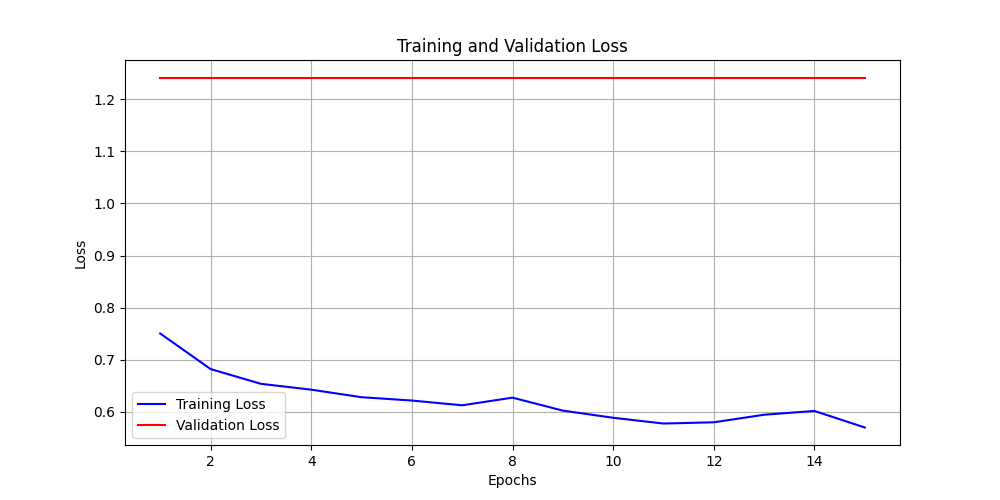 Training and Validation Loss
Loss
1.2
1.1
1.0
0.9
0.8
0.7
0.6
Training Loss
Validation Loss
2 4 6 8 10 12 14
Epochs